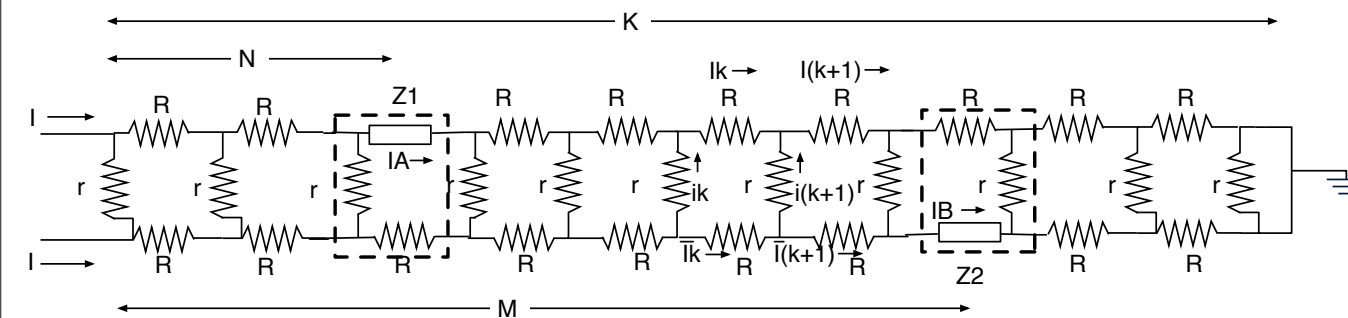 K
N
Ik I(k+1)
I R R Z1 R R R R R R R
IA
r r r r r r ik r i(k+1) r r r r
IB
I R R R R R Īk R Ī(k+1) R Z2 R R
M